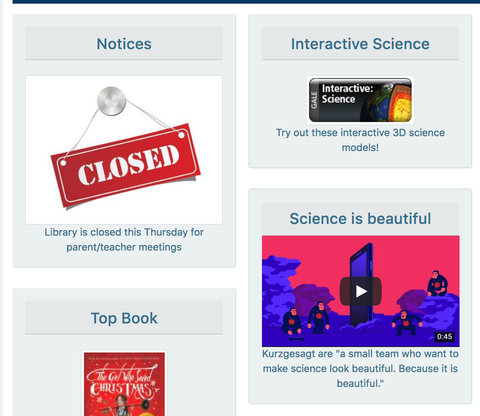 Notices
CLOSED
Library is closed this Thursday for
parent/teacher meetings
Top Book
The Girl Who Saved
CHRISTMAS
Interactive Science
GALE
Interactive:
Science
Try out these interactive 3D science
models!
Science is beautiful
0:45
Kurzgesagt are "a small team who want to
make science look beautiful. Because it is
beautiful."